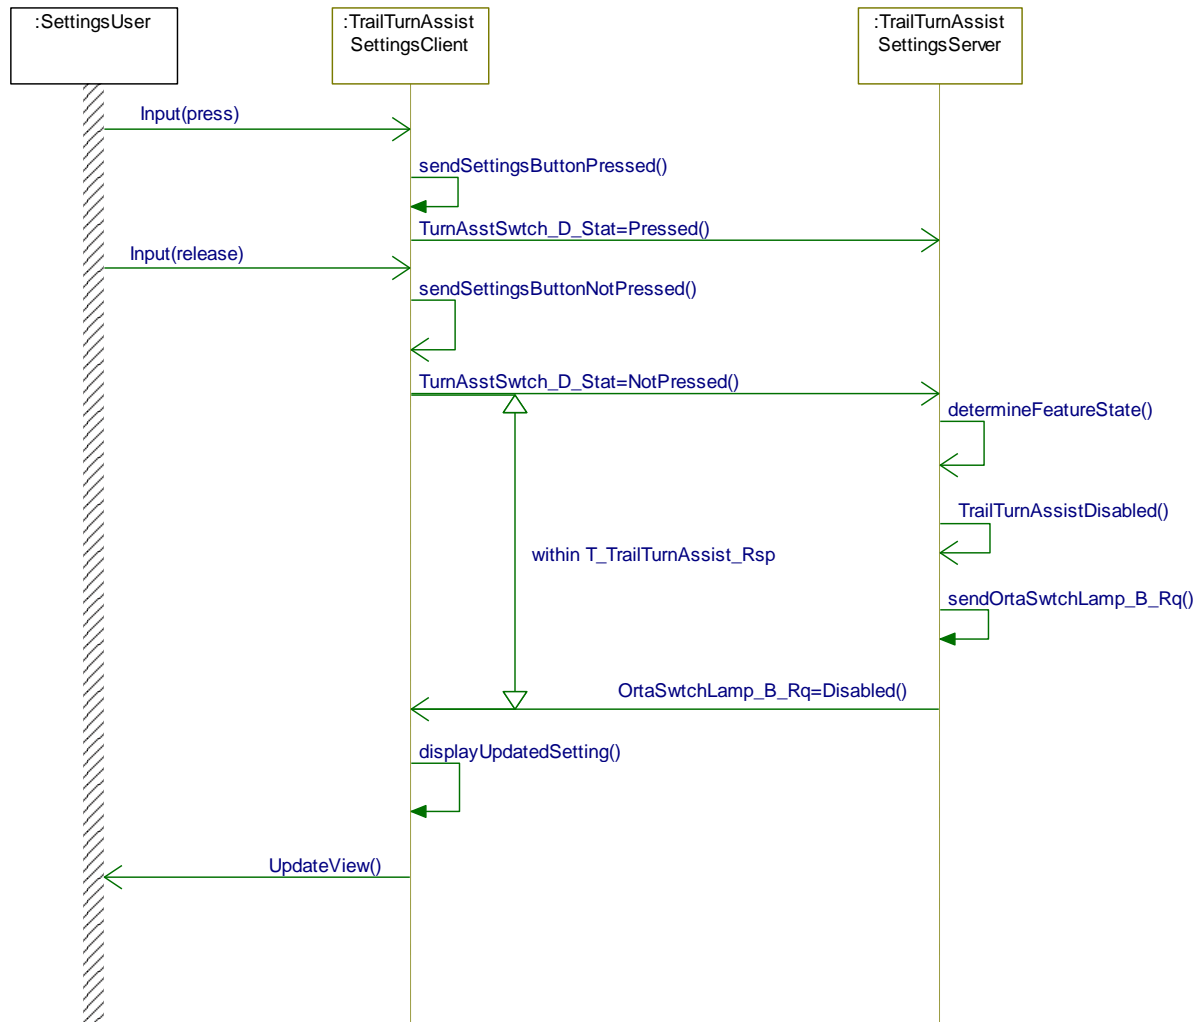 :SettingsUser
:TrailTurnAssist
SettingsClient
:TrailTurnAssist
SettingsServer
Input(press)
sendSettingsButtonPressed()
TurnAsstSwtch_D_Stat=Pressed()
Input(release)
sendSettingsButtonNotPressed()
TurnAsstSwtch_D_Stat=NotPressed()
determineFeatureState()
TrailTurnAssistDisabled()
within T_TrailTurnAssist_Rsp
sendOrtaSwtchLamp_B_Rq()
OrtaSwtchLamp_B_Rq=Disabled()
displayUpdatedSetting()
UpdateView()